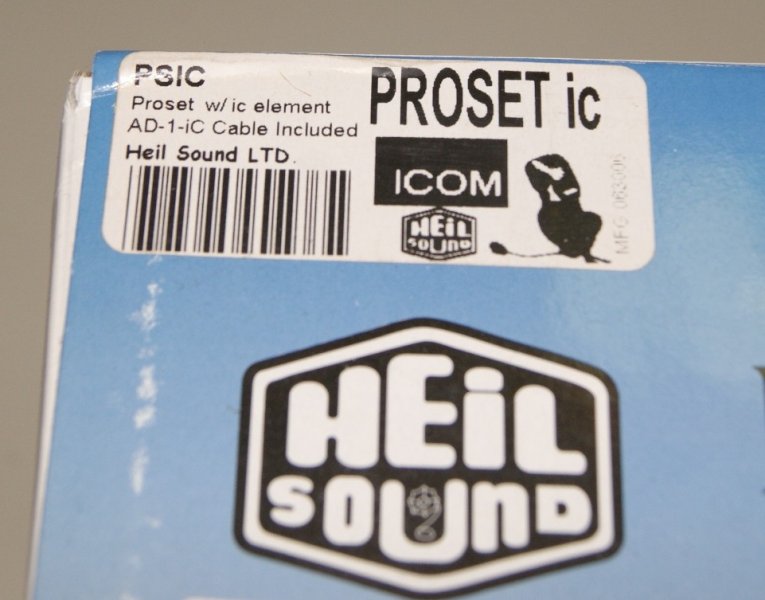 PSIC
Proset w/ic element
AD-1-iC Cable Included
Heil Sound LTD.
PROSET ic
ICOM
HEiL
SOUND
HEiL
SOUND